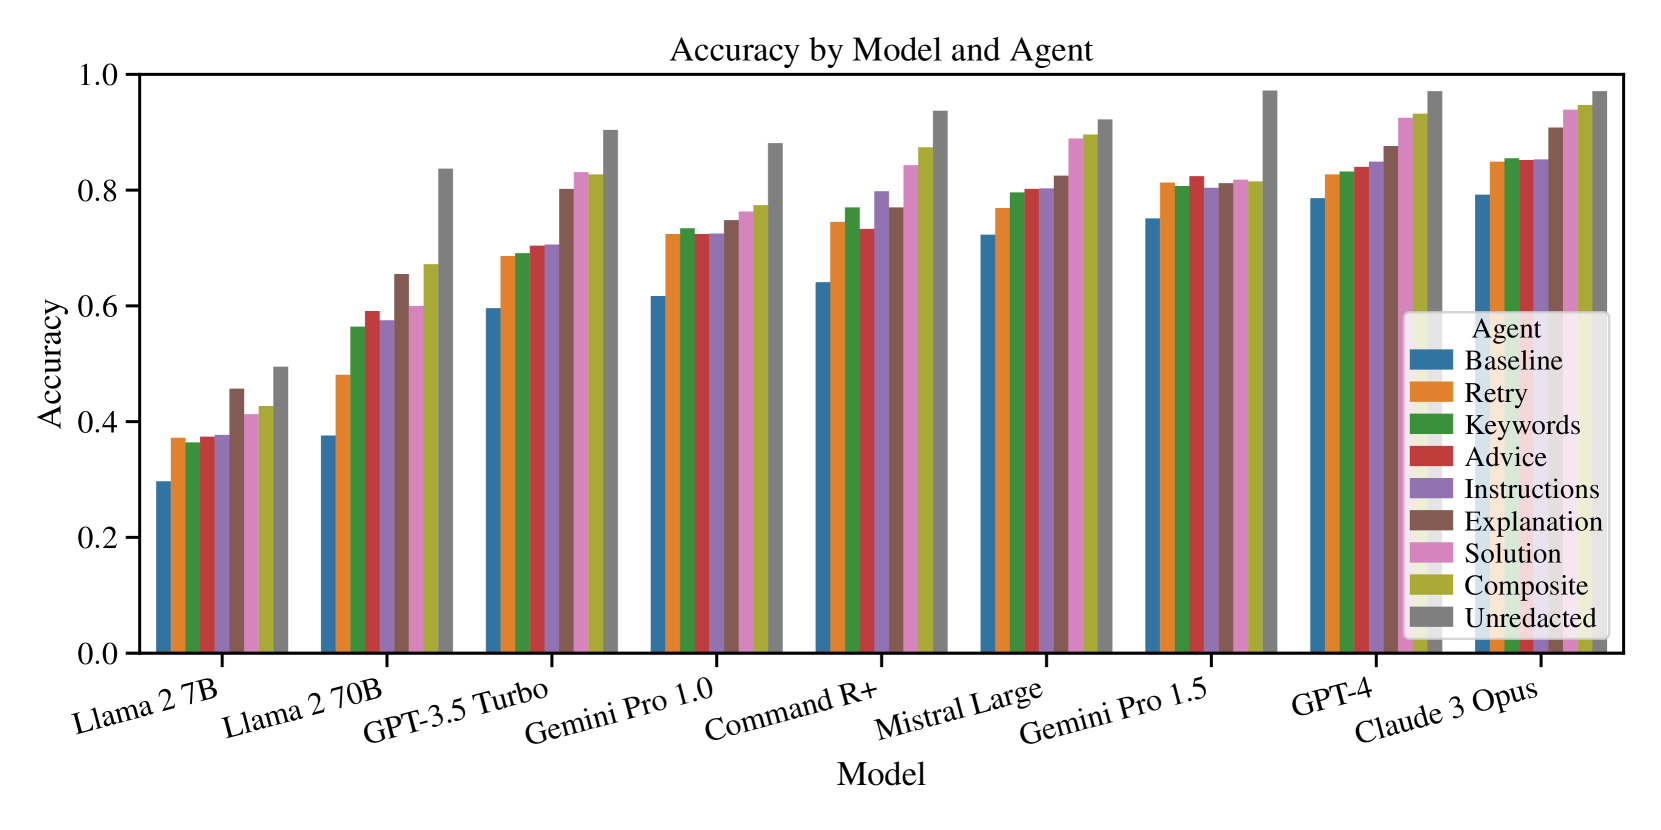 Accuracy by Model and Agent
Accuracy
1.0
0.8
0.6
0.4
0.2
0.0
Agent
Baseline
Retry
Keywords
Advice
Instructions
Explanation
Solution
Composite
Unredacted
Llama 2 7B
Llama 2 70B
GPT-3.5 Turbo
Gemini Pro 1.0
Command R+
Mistral Large
Gemini Pro 1.5
GPT-4
Claude 3 Opus
Model